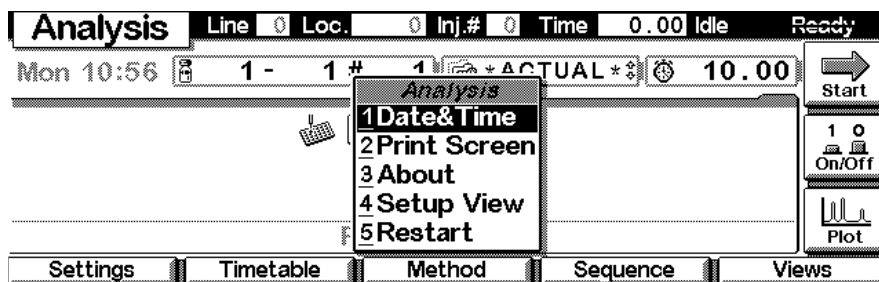 Analysis Line 0 Loc. 0 Inj.# 0 Time 0.00 Idle Ready
Mon 10:56 1 - 1 # 1 *ACTUAL* 10.00
Start
Analysis
1 Date&Time
2 Print Screen
3 About
4 Setup View
5 Restart
1 0
On/Off
Plot
Settings Timetable Method Sequence Views